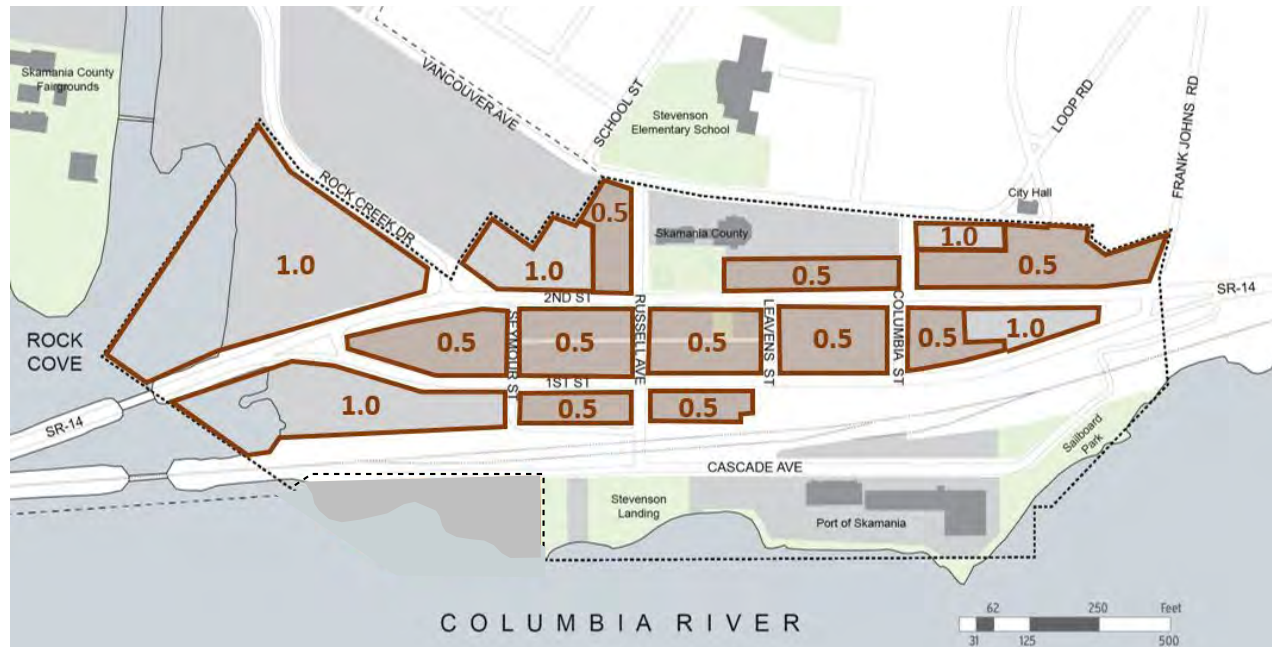 Skamania County
Fairgrounds
VANCOUVER AVE
SCHOOL ST
Stevenson
Elementary School
LOOP RD
FRANK JOHNS RD
City Hall
ROCK CREEK DR
0.5
Skamania County
1.0
1.0
1.0
0.5
0.5
2ND ST
SR-14
ROCK
COVE
SEYMOUR ST
RUSSELL AVE
LEAVENS ST
COLUMBIA ST
0.5
0.5
0.5
0.5
0.5
1.0
1ST ST
1.0
0.5
0.5
SR-14
Sailboard
Park
CASCADE AVE
Stevenson
Landing
Port of Skamania
COLUMBIA RIVER
62
250
Feet
31
125
500